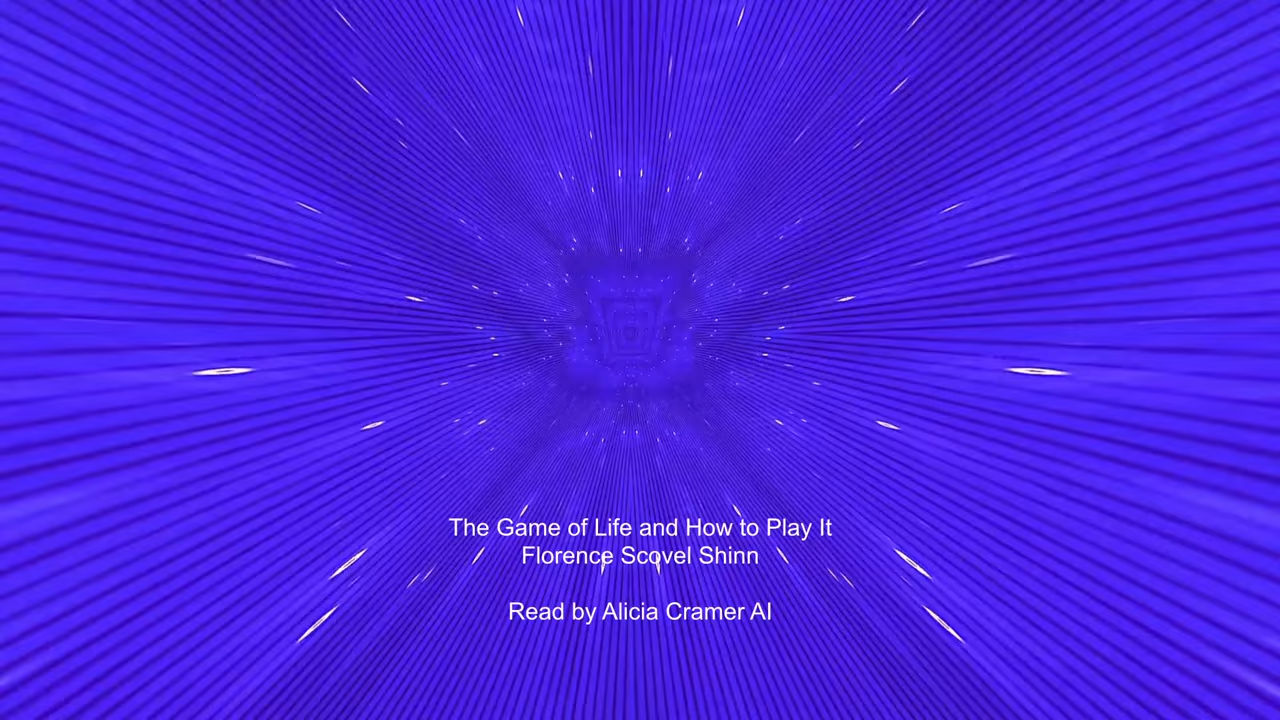 The Game of Life and How to Play It
Florence Scovel Shinn
Read by Alicia Cramer AI